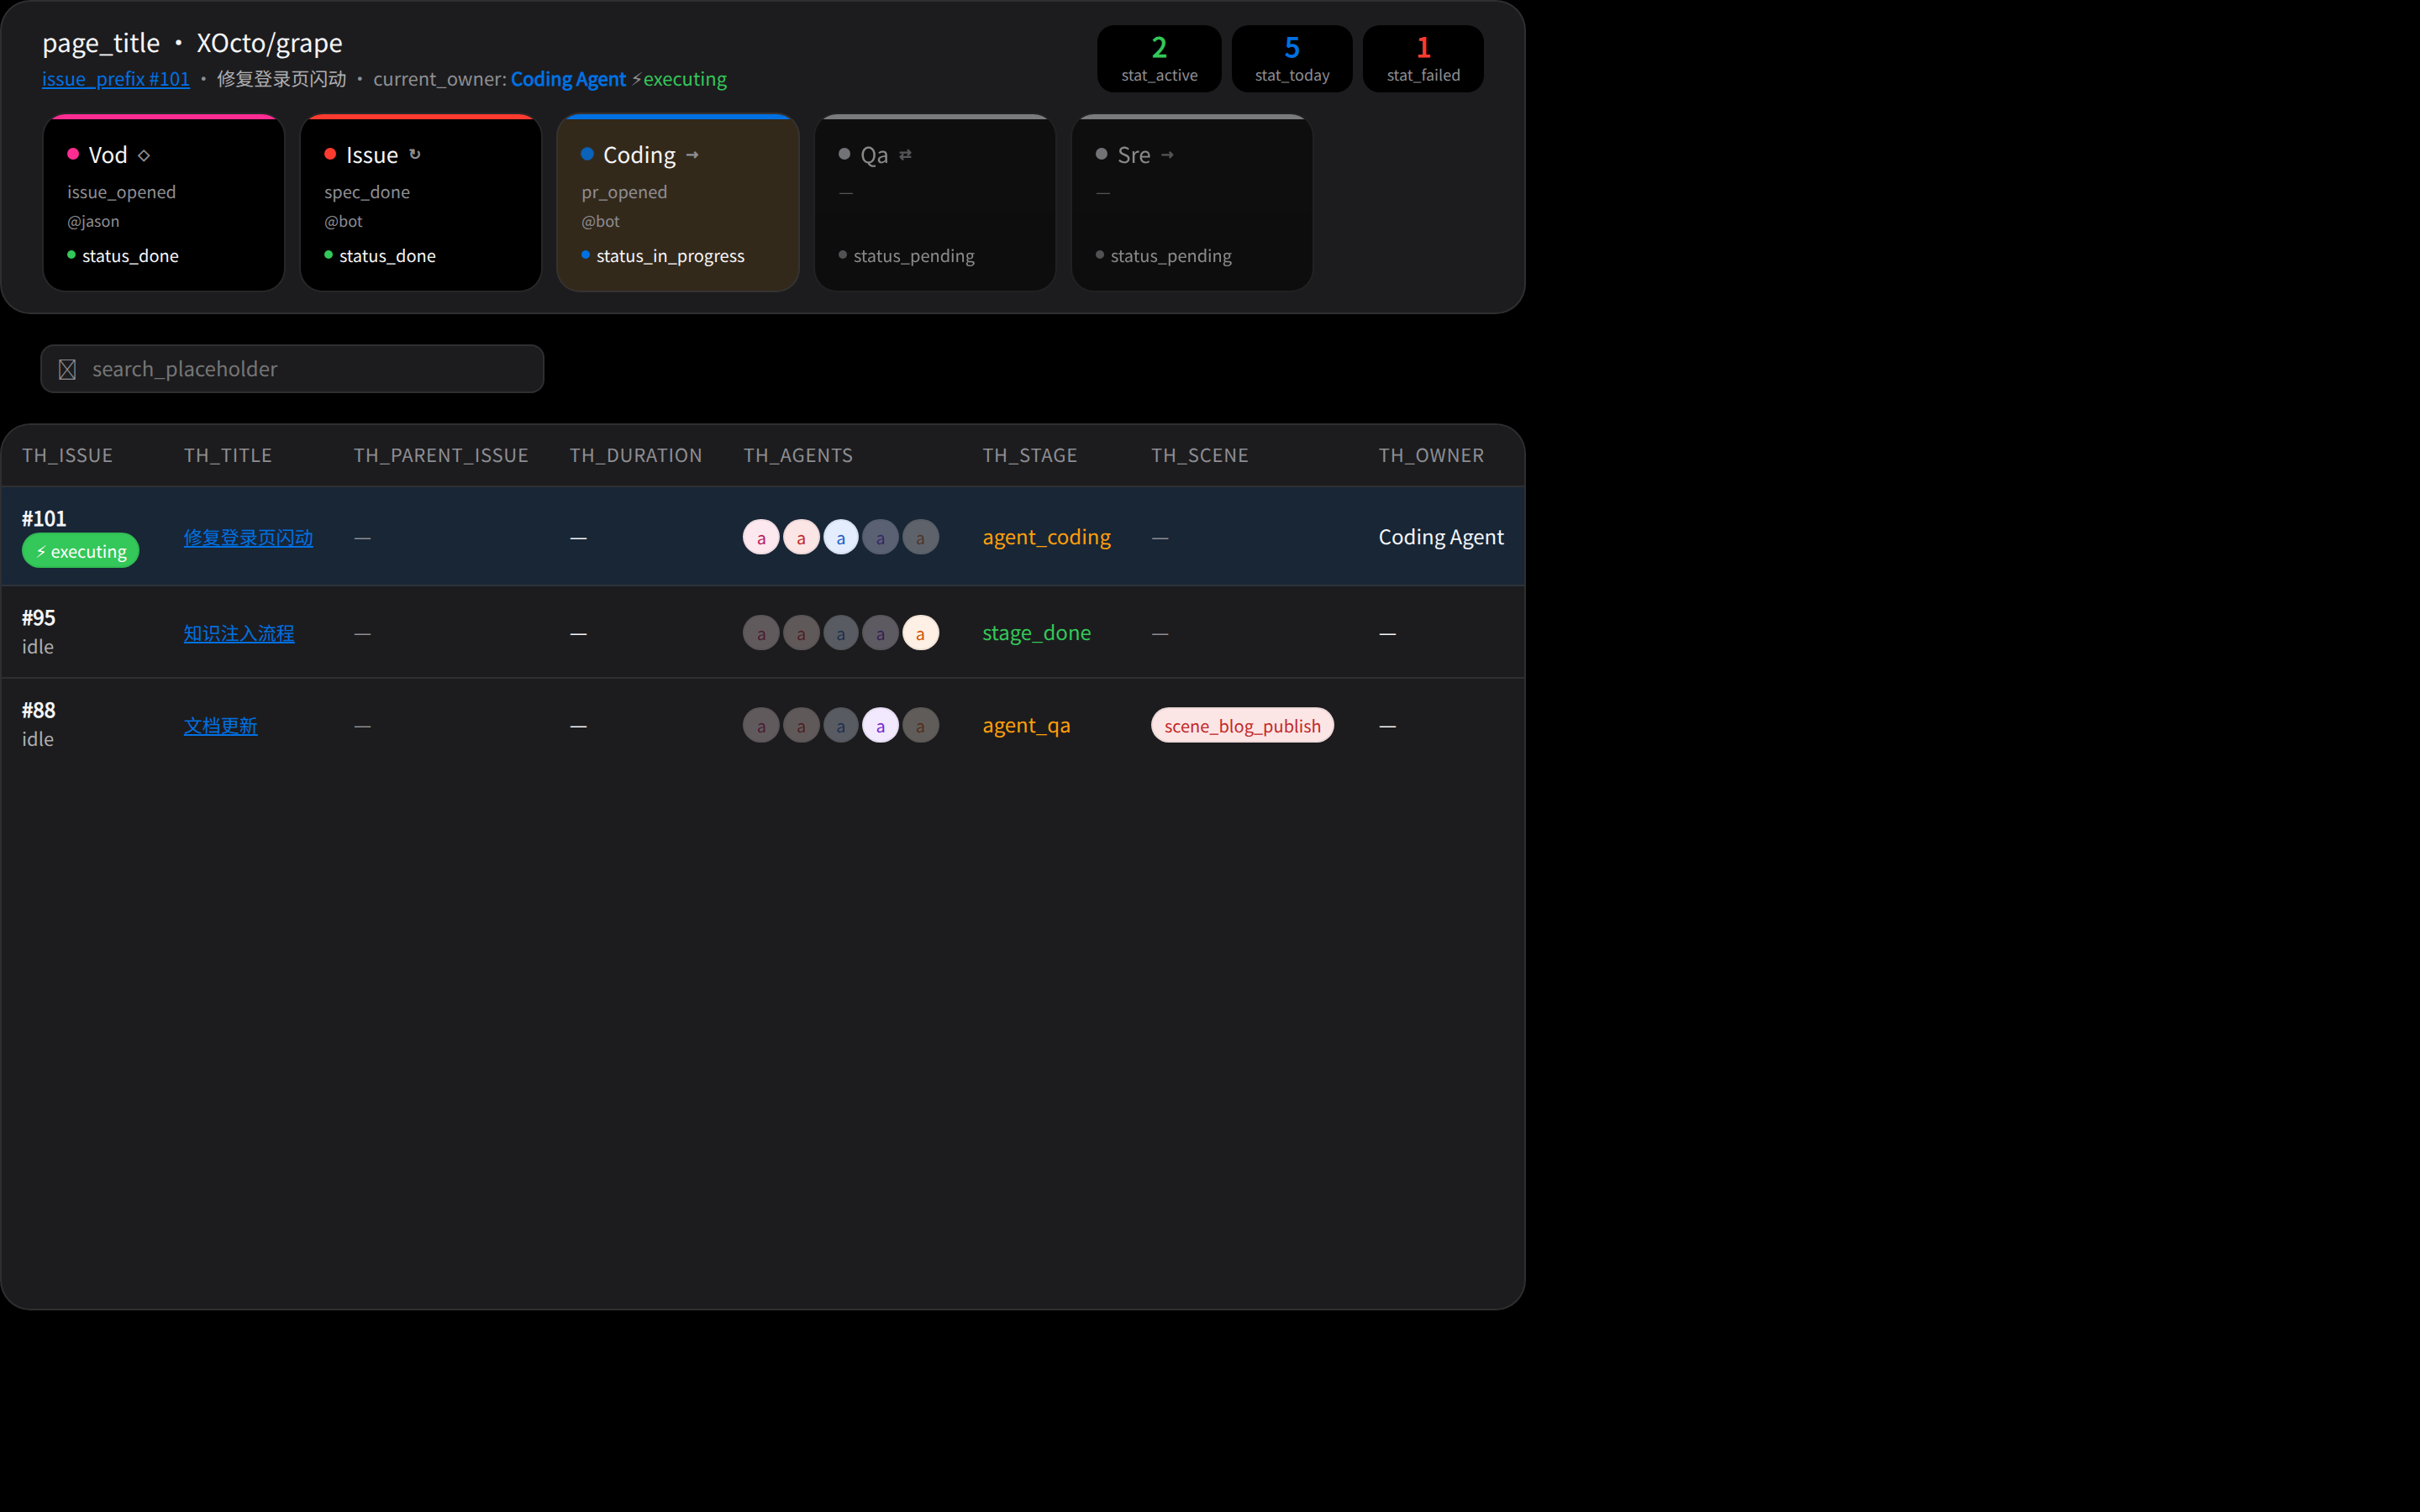 page_title · XOcto/grape
issue_prefix #101 · 修复登录页闪动 · current_owner: Coding Agent ⚡executing
2
stat_active
5
stat_today
1
stat_failed
Vod ◇
issue_opened
@jason
status_done
Issue ↻
spec_done
@bot
status_done
Coding →
pr_opened
@bot
status_in_progress
Qa ⇄
—
status_pending
Sre →
—
status_pending
search_placeholder
TH_ISSUE TH_TITLE TH_PARENT_ISSUE TH_DURATION TH_AGENTS TH_STAGE TH_SCENE TH_OWNER
#101
⚡executing
修复登录页闪动 — — a a a a a agent_coding — Coding Agent
#95
idle
知识注入流程 — — a a a a a stage_done — —
#88
idle
文档更新 — — a a a a a agent_qa scene_blog_publish —